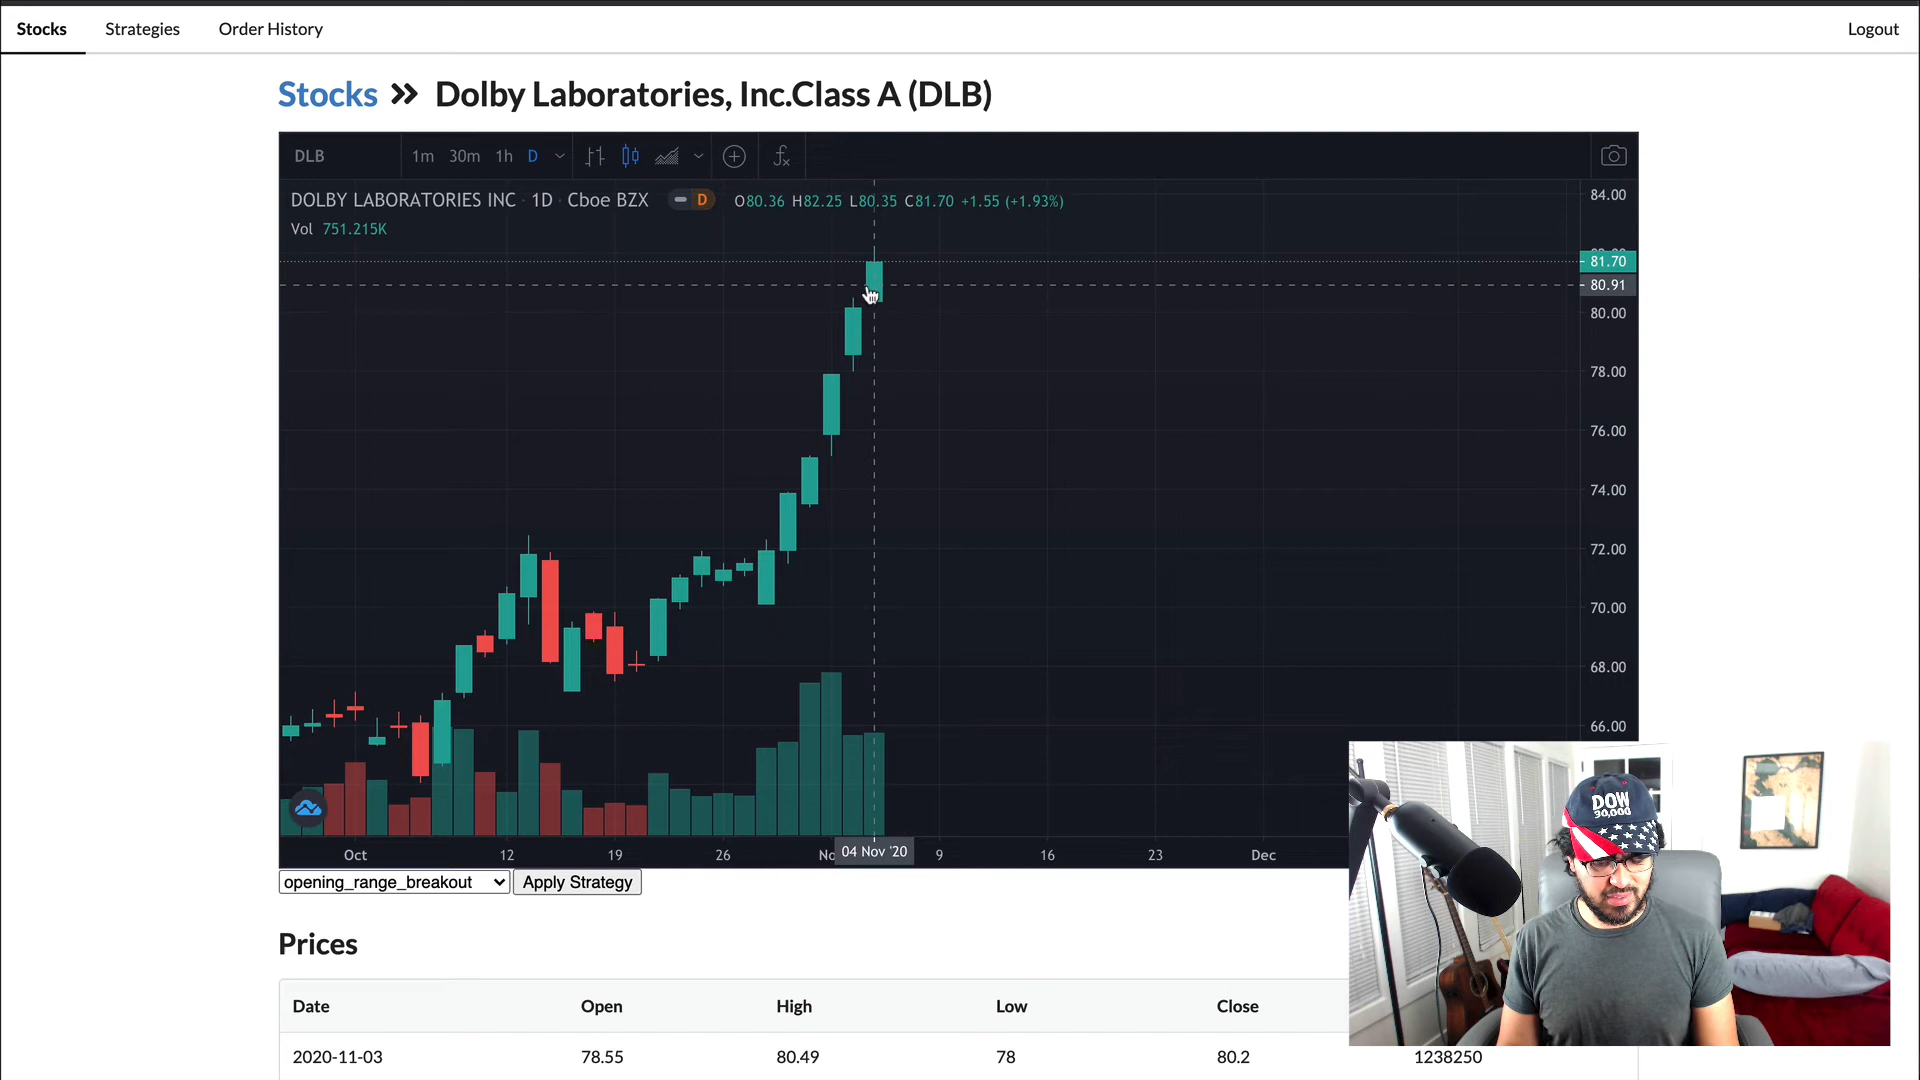 Stocks Strategies Order History Logout
Stocks >> Dolby Laboratories, Inc.Class A (DLB)
DLB 1m 30m 1h D
DOLBY LABORATORIES INC · 1D · Cboe BZX D O80.36 H82.25 L80.35 C81.70 +1.55 (+1.93%)
Vol 751.215K
84.00
81.70
80.91
80.00
78.00
76.00
74.00
72.00
70.00
68.00
66.00
Oct 12 19 26 04 Nov '20 9 16 23 Dec
opening_range_breakout Apply Strategy
DOW
30,000
Prices
Date Open High Low Close
2020-11-03 78.55 80.49 78 80.2 1238250